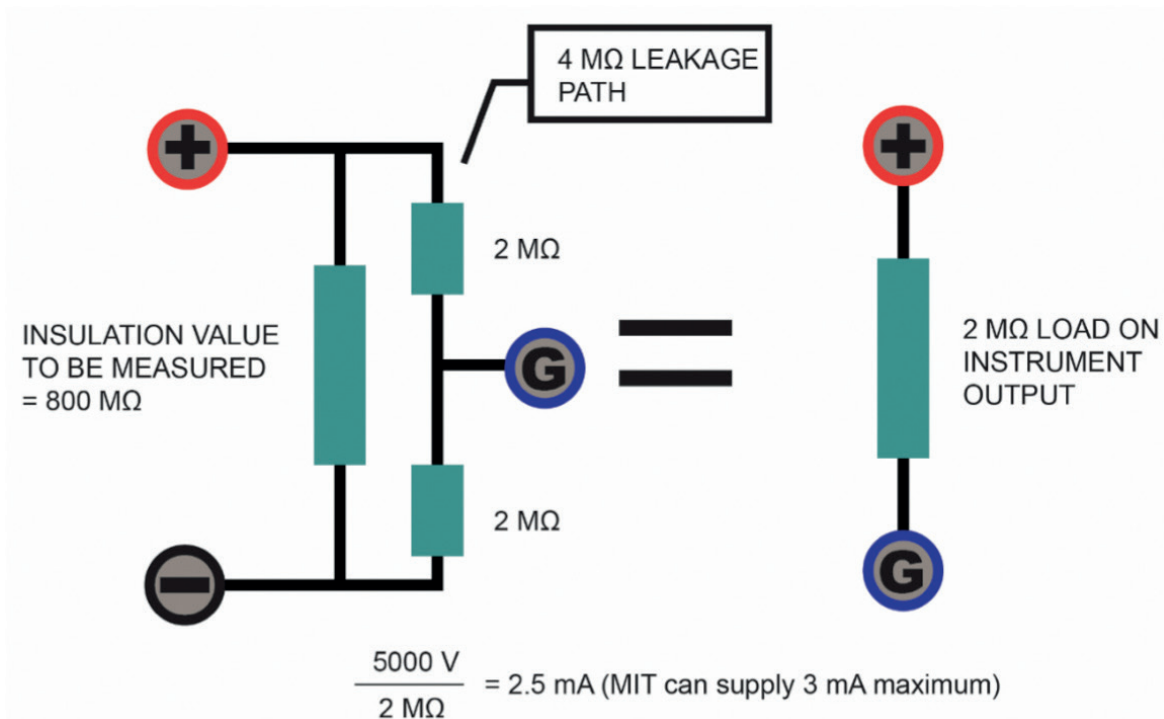 4 MΩ LEAKAGE
PATH
+
2 MΩ
INSULATION VALUE
TO BE MEASURED
= 800 MΩ
G
2 MΩ
−
+
2 MΩ LOAD ON
INSTRUMENT
OUTPUT
G
5000 V
2 MΩ
= 2.5 mA (MIT can supply 3 mA maximum)